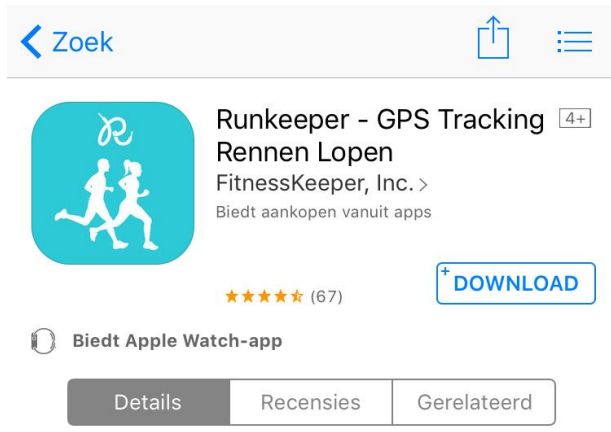 Zoek
Runkeeper - GPS Tracking 4+
Rennen Lopen
FitnessKeeper, Inc. >
Biedt aankopen vanuit apps
+ DOWNLOAD
★★★★⯪ (67)
Biedt Apple Watch-app
Details Recensies Gerelateerd